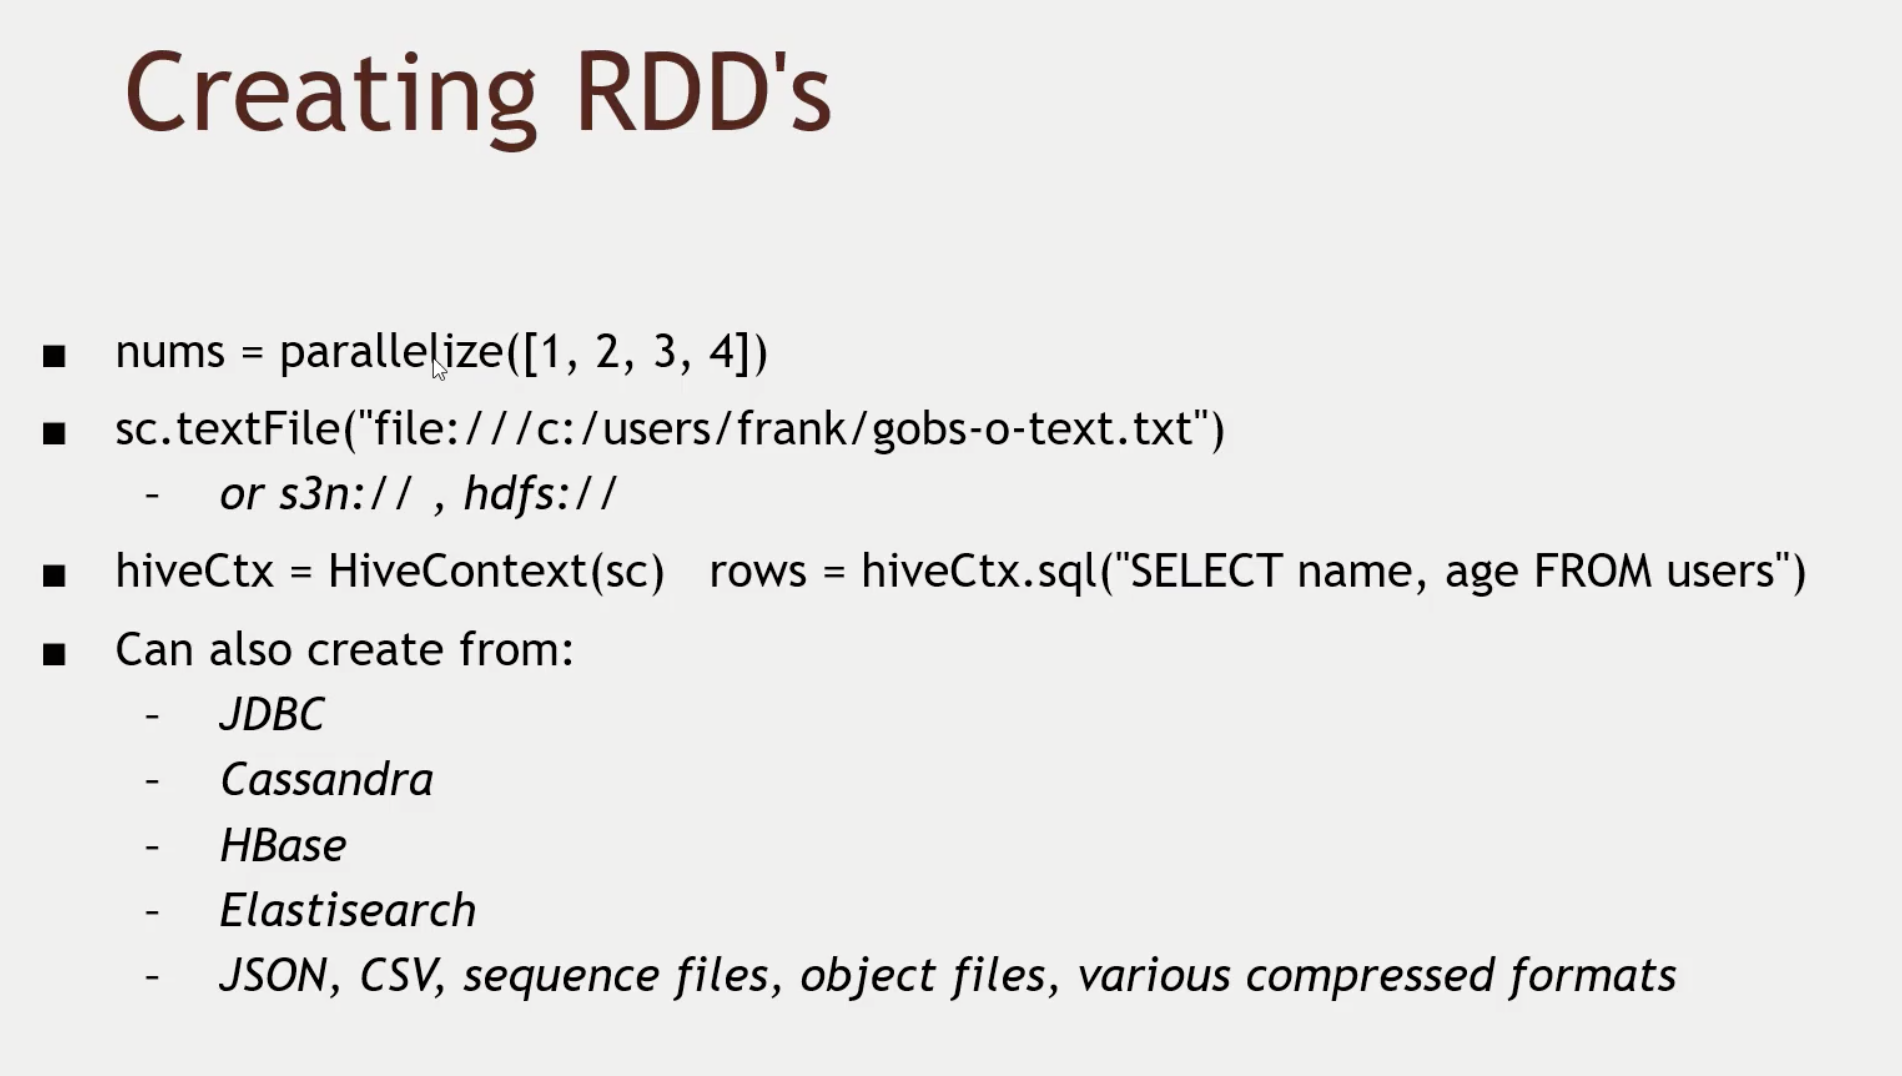 Creating RDD's
■ nums = parallelize([1, 2, 3, 4])
■ sc.textFile("file:///c:/users/frank/gobs-o-text.txt")
– or s3n:// , hdfs://
■ hiveCtx = HiveContext(sc) rows = hiveCtx.sql("SELECT name, age FROM users")
■ Can also create from:
– JDBC
– Cassandra
– HBase
– Elastisearch
– JSON, CSV, sequence files, object files, various compressed formats